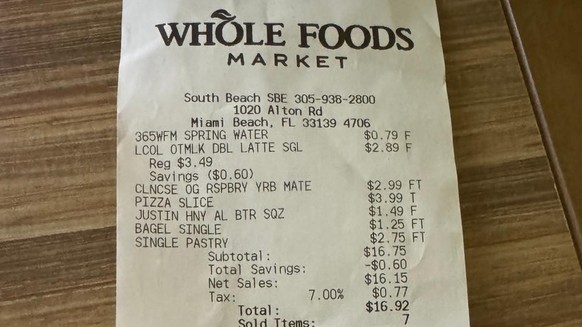 WHOLE FOODS
MARKET
South Beach SBE 305-938-2800
1020 Alton Rd
Miami Beach, FL 33139 4706
365WFM SPRING WATER $0.79 F
LCOL OTMLK DBL LATTE SGL $2.89 F
Reg $3.49
Savings ($0.60)
CLNCSE OG RSPBRY YRB MATE $2.99 FT
PIZZA SLICE $3.99 T
JUSTIN HNY AL BTR SQZ $1.49 F
BAGEL SINGLE $1.25 FT
SINGLE PASTRY $2.75 FT
Subtotal: $16.75
Total Savings: -$0.60
Net Sales: $16.15
Tax: 7.00% $0.77
Total: $16.92
Sold Items: 7